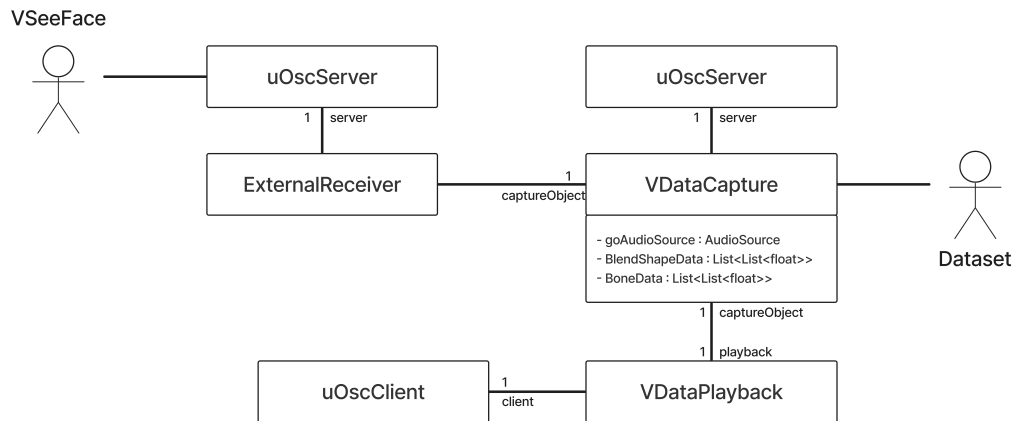 VSeeFace
uOscServer
uOscServer
1 server
1 server
ExternalReceiver
1
captureObject
VDataCapture
- goAudioSource : AudioSource
- BlendShapeData : List<List<float>>
- BoneData : List<List<float>>
Dataset
1 captureObject
1 playback
uOscClient
1
client
VDataPlayback